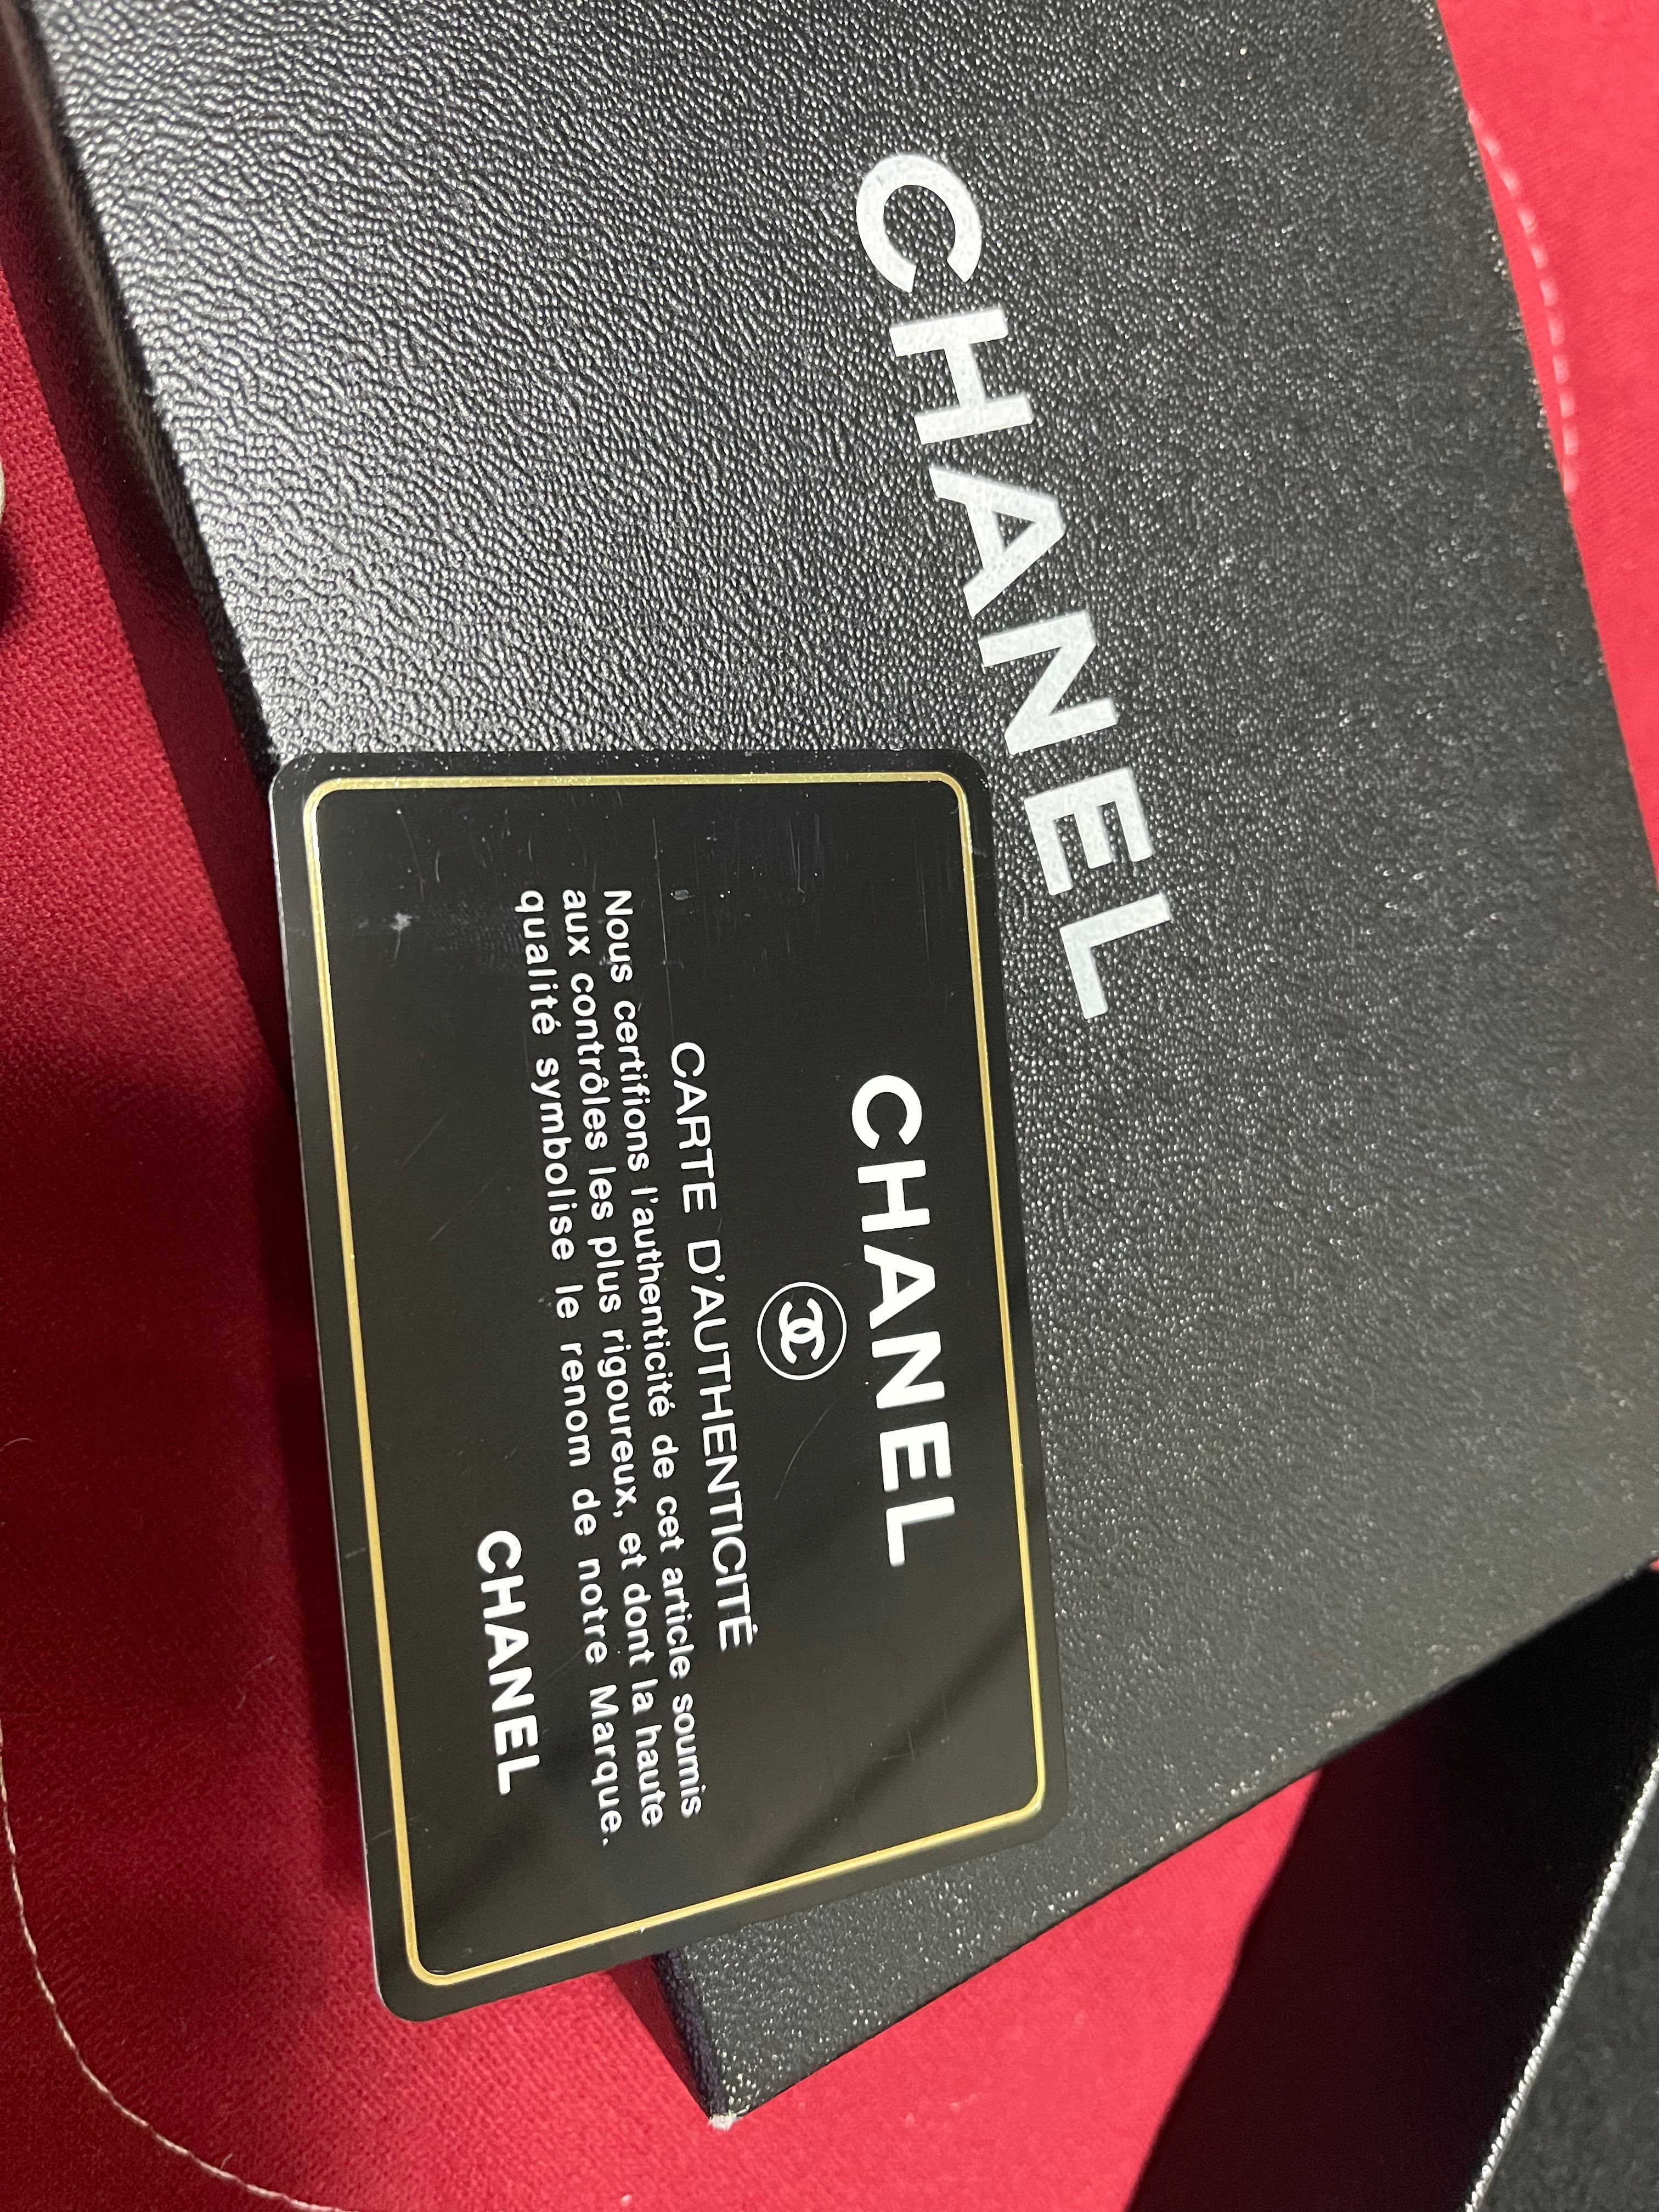 CHANEL
CHANEL
CARTE D'AUTHENTICITÉ
Nous certifions l'authenticité de cet article soumis
aux contrôles les plus rigoureux, et dont la haute
qualité symbolise le renom de notre Marque.
CHANEL